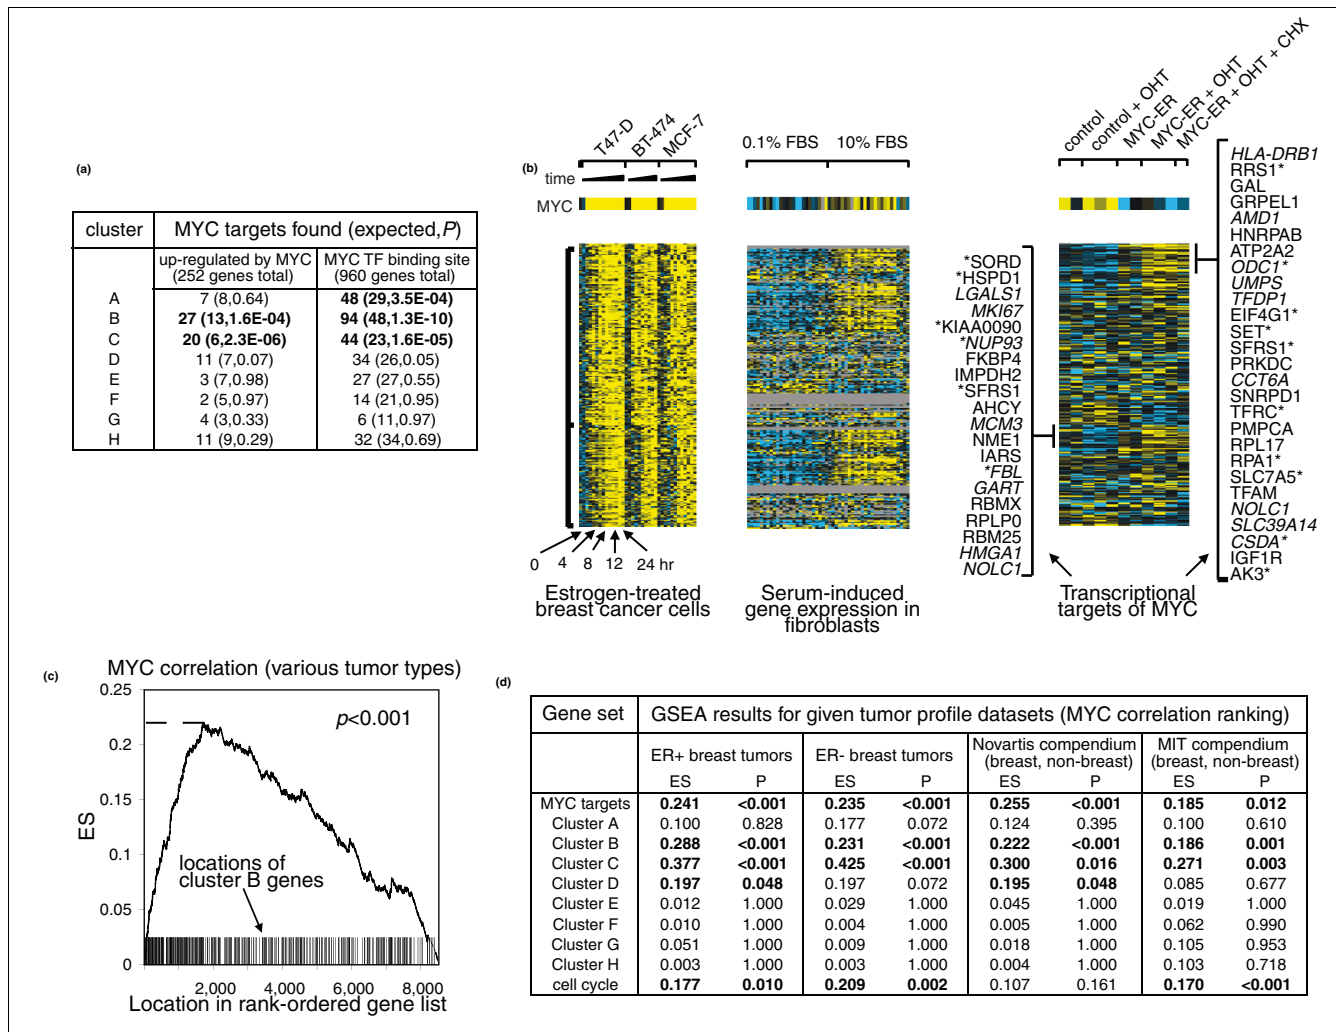 (a)
cluster MYC targets found (expected,P)
up-regulated by MYC (252 genes total) MYC TF binding site (960 genes total)
A 7 (8,0.64) 48 (29,3.5E-04)
B 27 (13,1.6E-04) 94 (48,1.3E-10)
C 20 (6,2.3E-06) 44 (23,1.6E-05)
D 11 (7,0.07) 34 (26,0.05)
E 3 (7,0.98) 27 (27,0.55)
F 2 (5,0.97) 14 (21,0.95)
G 4 (3,0.33) 6 (11,0.97)
H 11 (9,0.29) 32 (34,0.69)
(b)
T47-D BT-474 MCF-7
time
MYC
0 4 8 12 24 hr
Estrogen-treated
breast cancer cells
0.1% FBS 10% FBS
Serum-induced
gene expression in
fibroblasts
*SORD
*HSPD1
LGALS1
MKI67
*KIAA0090
*NUP93
FKBP4
IMPDH2
*SFRS1
AHCY
MCM3
NME1
IARS
*FBL
GART
RBMX
RPLP0
RBM25
HMGA1
NOLC1
control
control + OHT
MYC-ER
MYC-ER + OHT
MYC-ER + OHT + CHX
Transcriptional
targets of MYC
HLA-DRB1
RRS1*
GAL
GRPEL1
AMD1
HNRPAB
ATP2A2
ODC1*
UMPS
TFDP1
EIF4G1*
SET*
SFRS1*
PRKDC
CCT6A
SNRPD1
TFRC*
PMPCA
RPL17
RPA1*
SLC7A5*
TFAM
NOLC1
SLC39A14
CSDA*
IGF1R
AK3*
(c)
MYC correlation (various tumor types)
0.25
0.2
0.15
0.1
0.05
0
ES
p<0.001
locations of
cluster B genes
2,000 4,000 6,000 8,000
Location in rank-ordered gene list
(d)
Gene set GSEA results for given tumor profile datasets (MYC correlation ranking)
ER+ breast tumors ER- breast tumors Novartis compendium (breast, non-breast) MIT compendium (breast, non-breast)
ES P ES P ES P ES P
MYC targets 0.241 <0.001 0.235 <0.001 0.255 <0.001 0.185 0.012
Cluster A 0.100 0.828 0.177 0.072 0.124 0.395 0.100 0.610
Cluster B 0.288 <0.001 0.231 <0.001 0.222 <0.001 0.186 0.001
Cluster C 0.377 <0.001 0.425 <0.001 0.300 0.016 0.271 0.003
Cluster D 0.197 0.048 0.197 0.072 0.195 0.048 0.085 0.677
Cluster E 0.012 1.000 0.029 1.000 0.045 1.000 0.019 1.000
Cluster F 0.010 1.000 0.004 1.000 0.005 1.000 0.062 0.990
Cluster G 0.051 1.000 0.009 1.000 0.018 1.000 0.105 0.953
Cluster H 0.003 1.000 0.003 1.000 0.004 1.000 0.103 0.718
cell cycle 0.177 0.010 0.209 0.002 0.107 0.161 0.170 <0.001